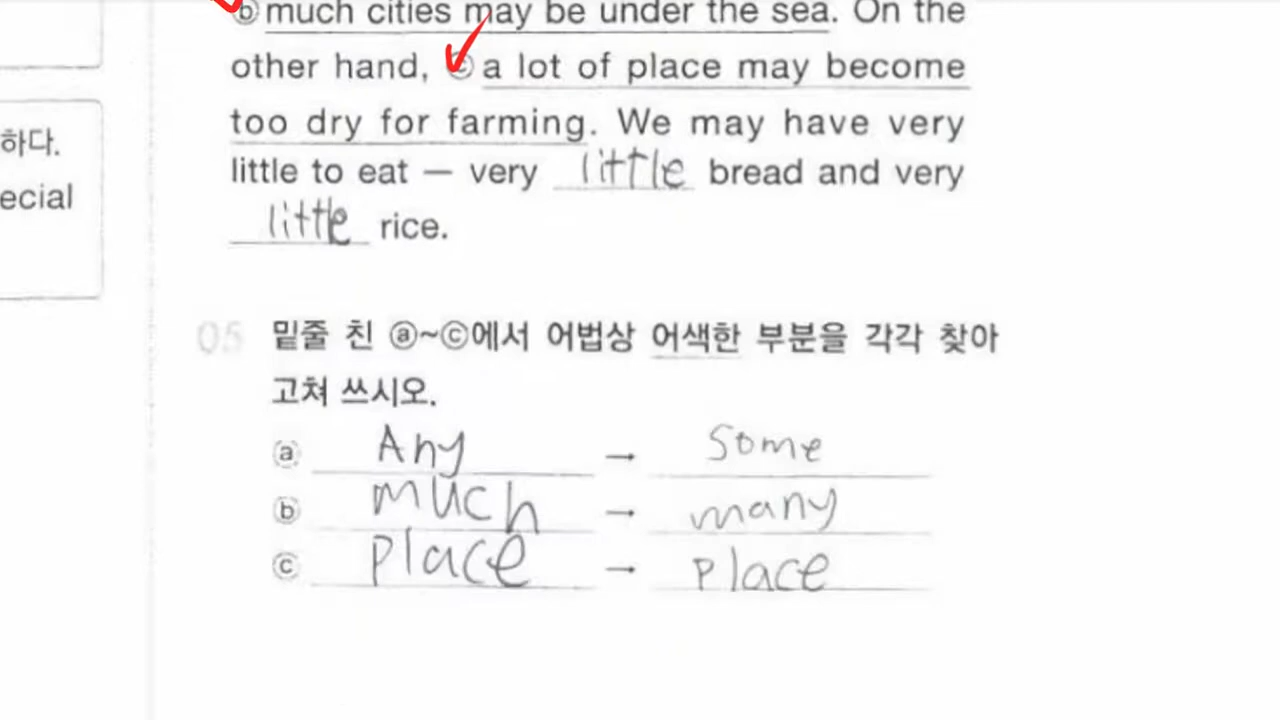 ⓑ much cities may be under the sea. On the
other hand, ⓒ a lot of place may become
too dry for farming. We may have very
하다.
little to eat — very little bread and very
ecial
little rice.
05 밑줄 친 ⓐ~ⓒ에서 어법상 어색한 부분을 각각 찾아
고쳐 쓰시오.
ⓐ Any → Some
ⓑ much → many
ⓒ place → place